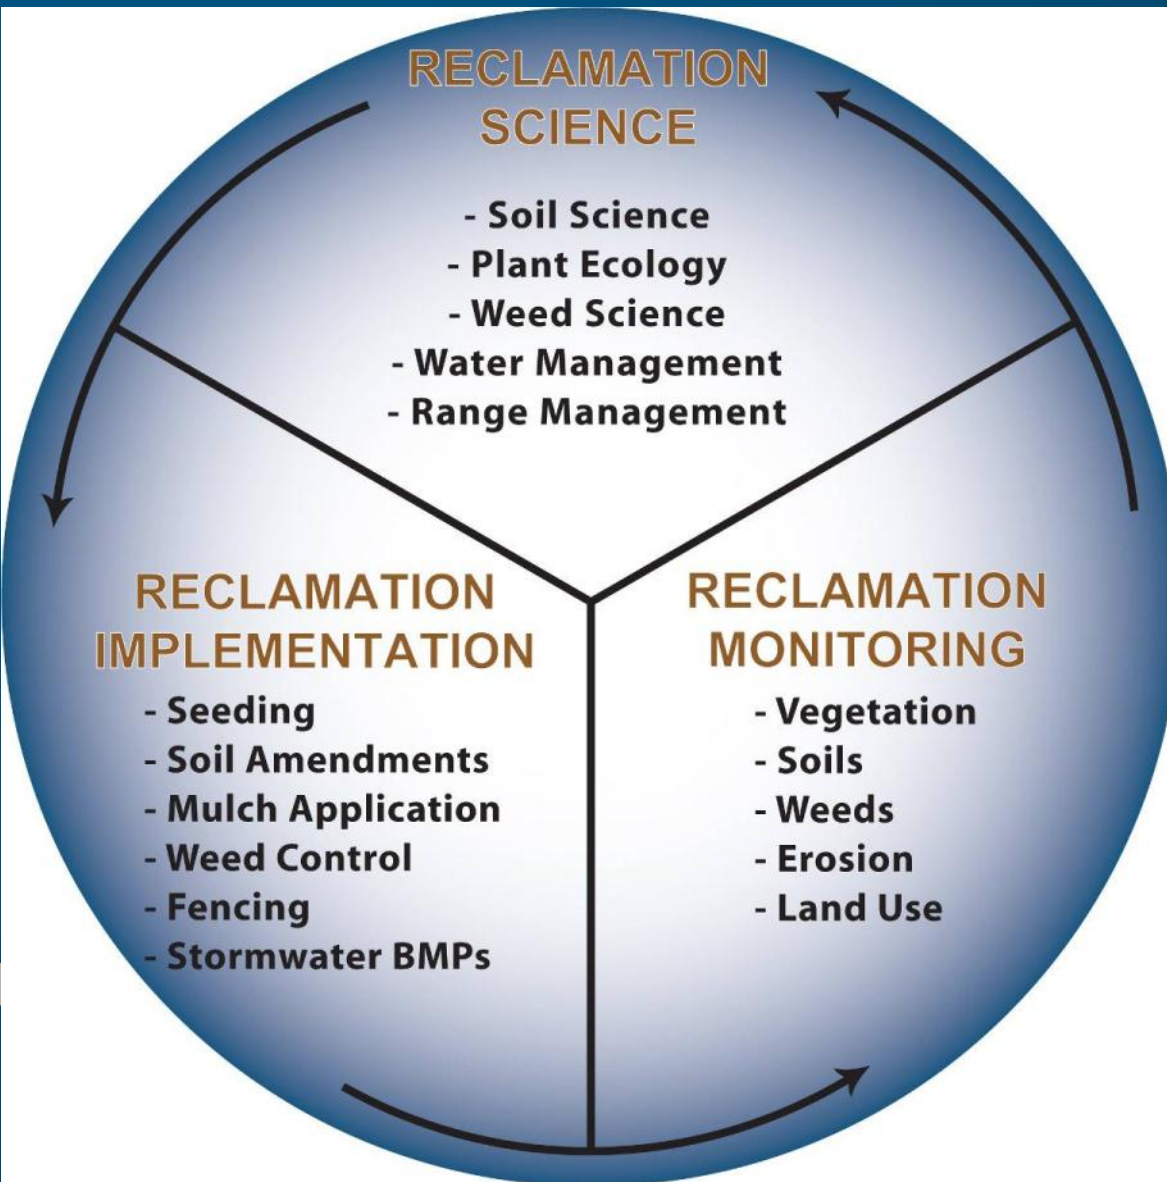 RECLAMATION
SCIENCE
- Soil Science
- Plant Ecology
- Weed Science
- Water Management
- Range Management
RECLAMATION
IMPLEMENTATION
- Seeding
- Soil Amendments
- Mulch Application
- Weed Control
- Fencing
- Stormwater BMPs
RECLAMATION
MONITORING
- Vegetation
- Soils
- Weeds
- Erosion
- Land Use